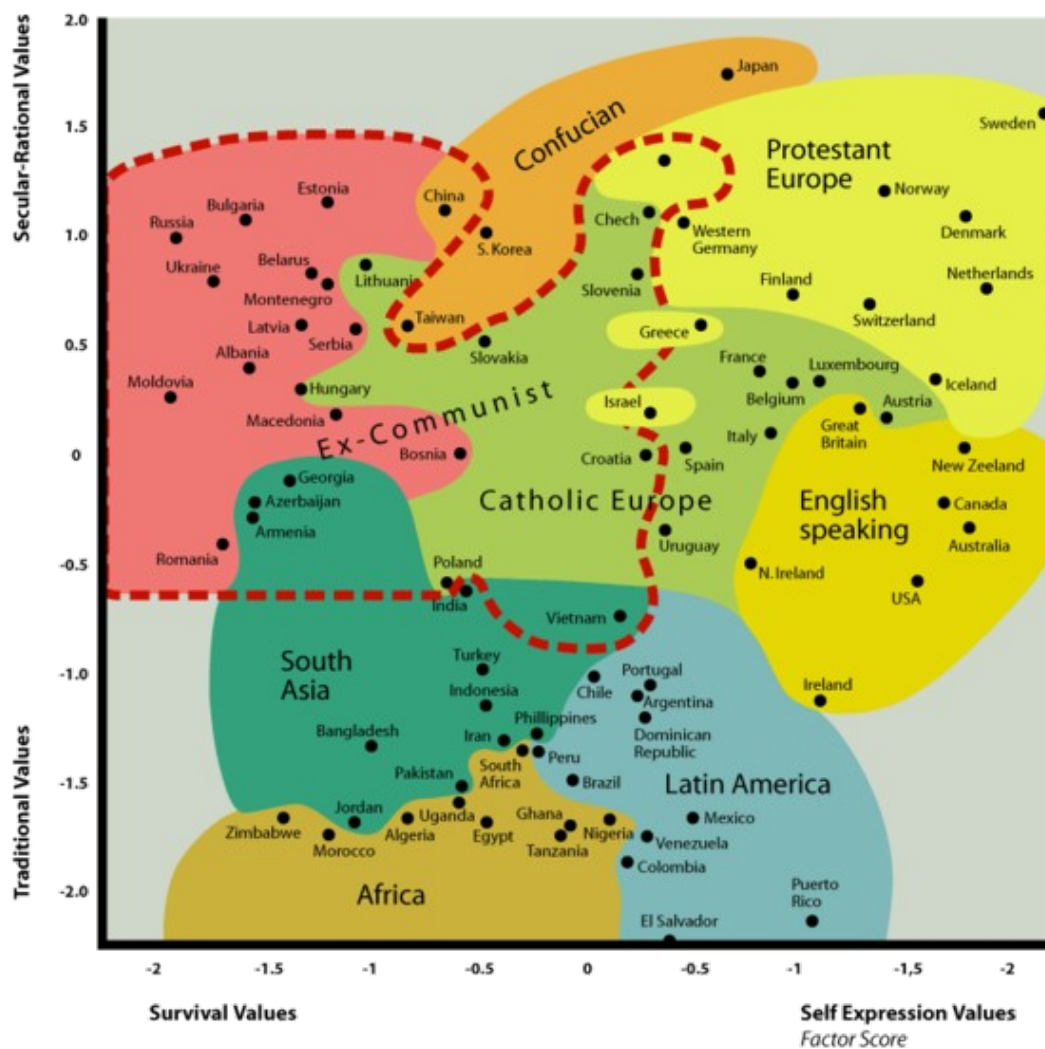 Secular-Rational Values
Traditional Values
2.0
1.5
1.0
0.5
0
-0.5
-1.0
-1.5
-2.0
Japan
Confucian
Sweden
Protestant
Europe
Norway
Denmark
Netherlands
Estonia
Bulgaria
Russia
China
S. Korea
Chech
Western
Germany
Ukraine
Belarus
Lithuania
Montenegro
Slovenia
Finland
Switzerland
Latvia
Serbia
Taiwan
Slovakia
Greece
Albania
France
Luxembourg
Belgium
Iceland
Austria
Moldovia
Hungary
Macedonia
Ex-Communist
Israel
Great
Britain
Bosnia
Croatia
Spain
Italy
New Zeeland
Georgia
Azerbaijan
Armenia
Catholic Europe
English
speaking
Canada
Australia
Romania
Uruguay
Poland
India
N. Ireland
USA
Vietnam
South
Asia
Turkey
Indonesia
Chile
Portugal
Argentina
Ireland
Bangladesh
Iran
Phillippines
Dominican
Republic
Pakistan
South
Africa
Peru
Brazil
Latin America
Zimbabwe
Jordan
Morocco
Algeria
Uganda
Egypt
Ghana
Tanzania
Nigeria
Mexico
Venezuela
Colombia
Africa
El Salvador
Puerto
Rico
-2
-1.5
-1
-0.5
0
-0.5
-1
-1,5
-2
Survival Values
Self Expression Values
Factor Score